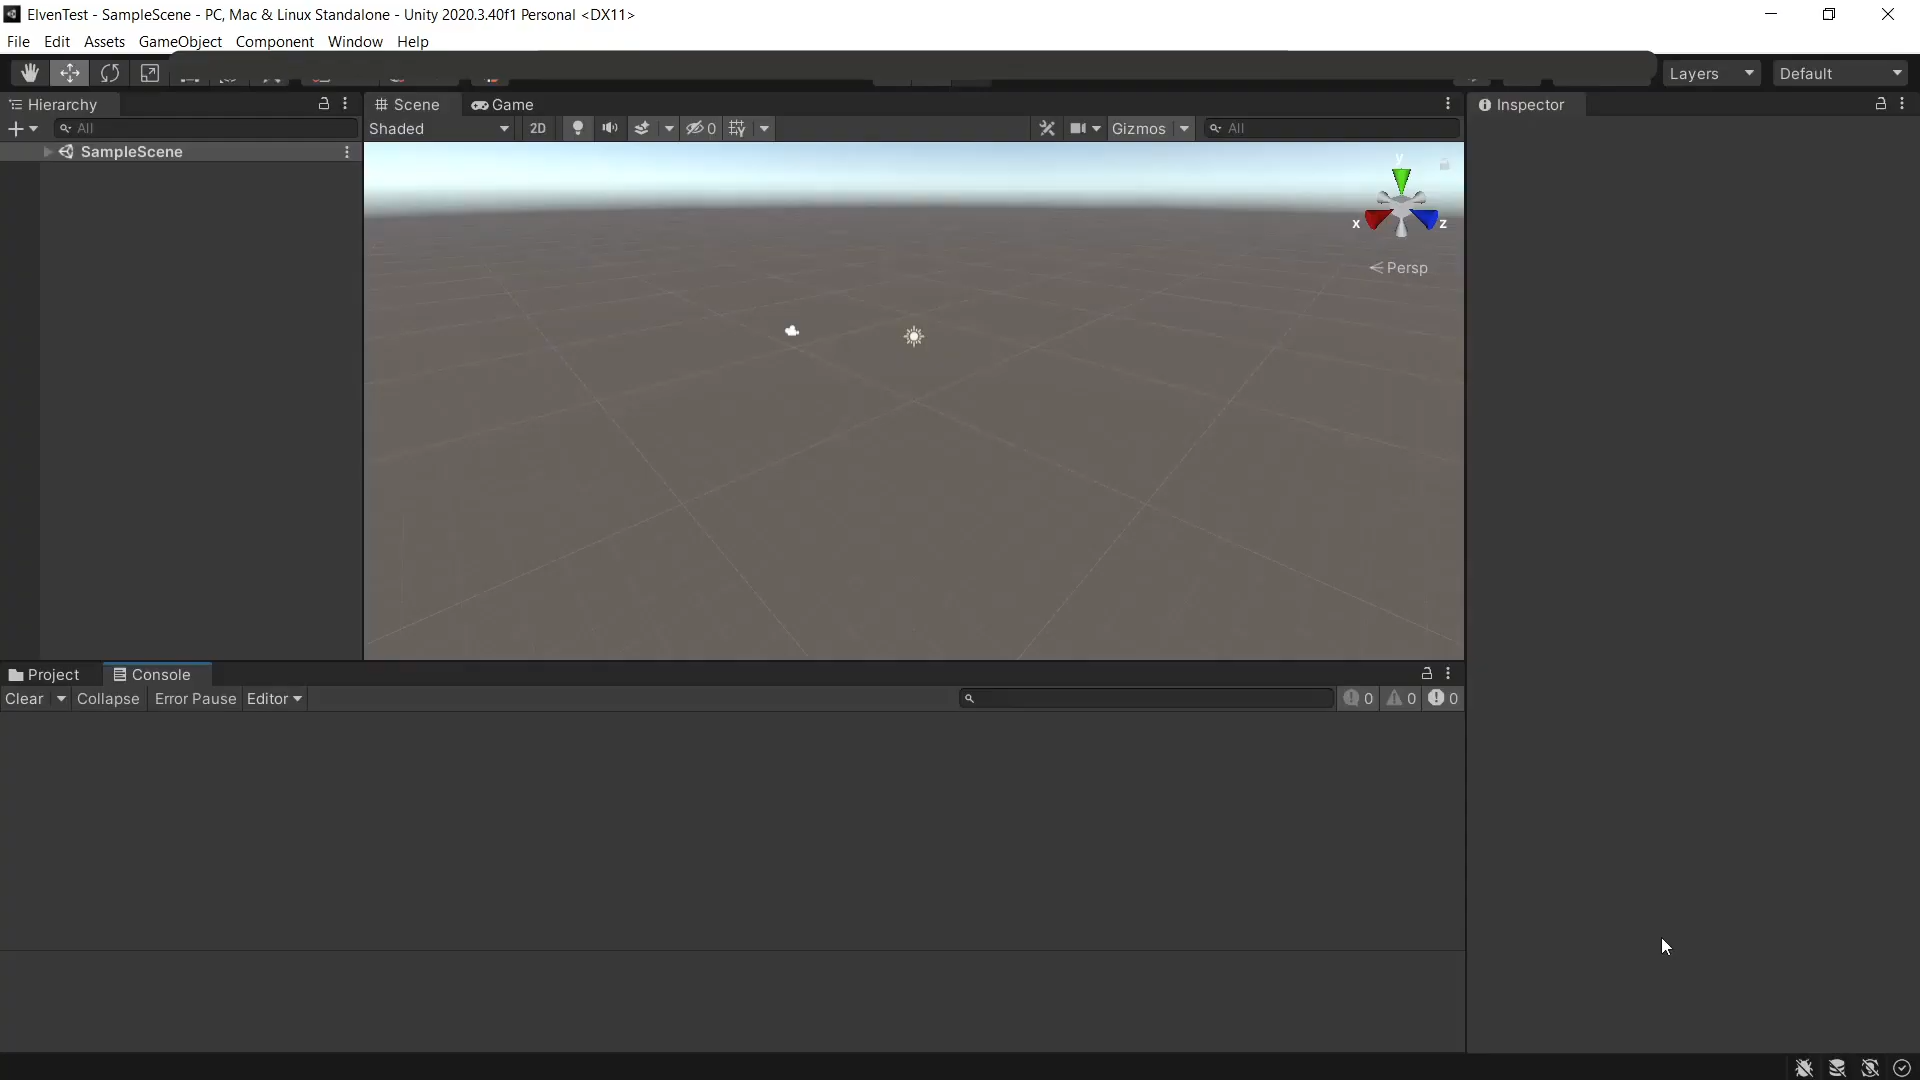 ElvenTest - SampleScene - PC, Mac & Linux Standalone - Unity 2020.3.40f1 Personal <DX11>
File Edit Assets GameObject Component Window Help
Layers Default
Hierarchy Scene Game Inspector
All Shaded 2D 0 Gizmos All
SampleScene
y
x z
Persp
Project Console
Clear Collapse Error Pause Editor 0 0 0